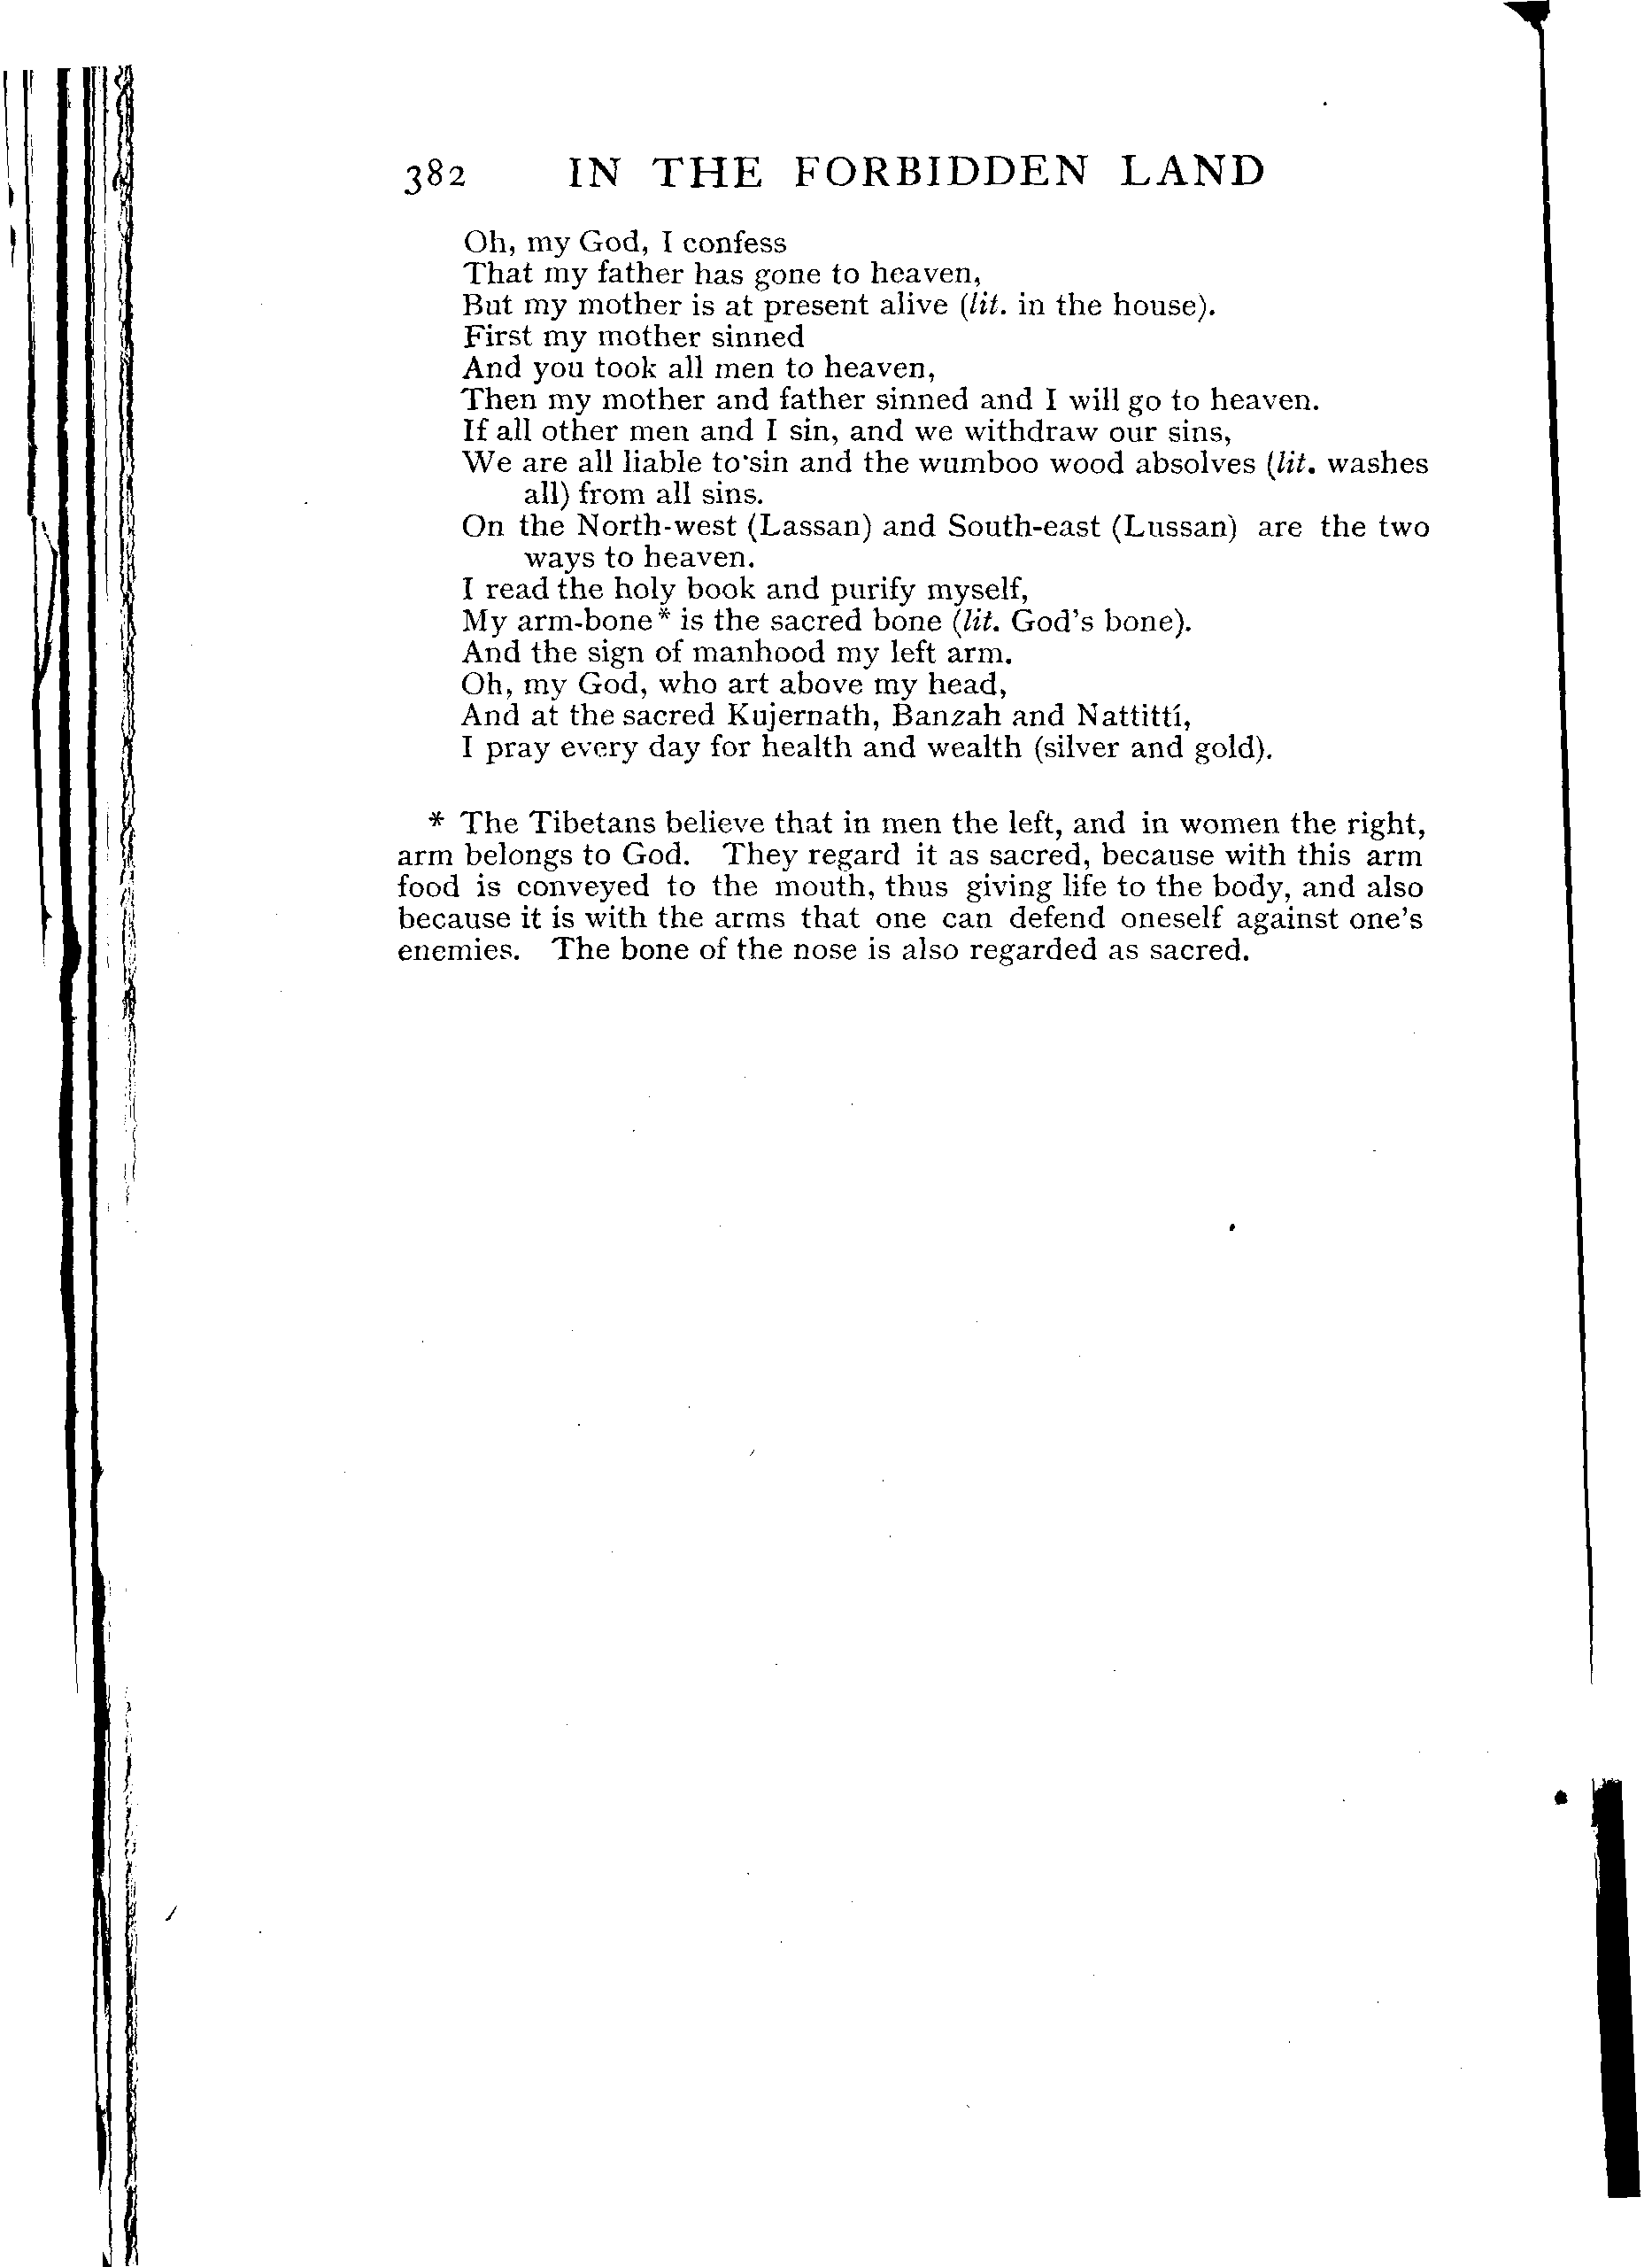 382 IN THE FORBIDDEN LAND
Oh, my God, I confess
That my father has gone to heaven,
But my mother is at present alive (lit. in the house).
First my mother sinned
And you took all men to heaven,
Then my mother and father sinned and I will go to heaven.
If all other men and I sin, and we withdraw our sins,
We are all liable to sin and the wumboo wood absolves (lit. washes
all) from all sins.
On the North-west (Lassan) and South-east (Lussan) are the two
ways to heaven.
I read the holy book and purify myself,
My arm-bone* is the sacred bone (lit. God's bone).
And the sign of manhood my left arm.
Oh, my God, who art above my head,
And at the sacred Kujernath, Banzah and Nattittí,
I pray every day for health and wealth (silver and gold).
* The Tibetans believe that in men the left, and in women the right,
arm belongs to God. They regard it as sacred, because with this arm
food is conveyed to the mouth, thus giving life to the body, and also
because it is with the arms that one can defend oneself against one's
enemies. The bone of the nose is also regarded as sacred.